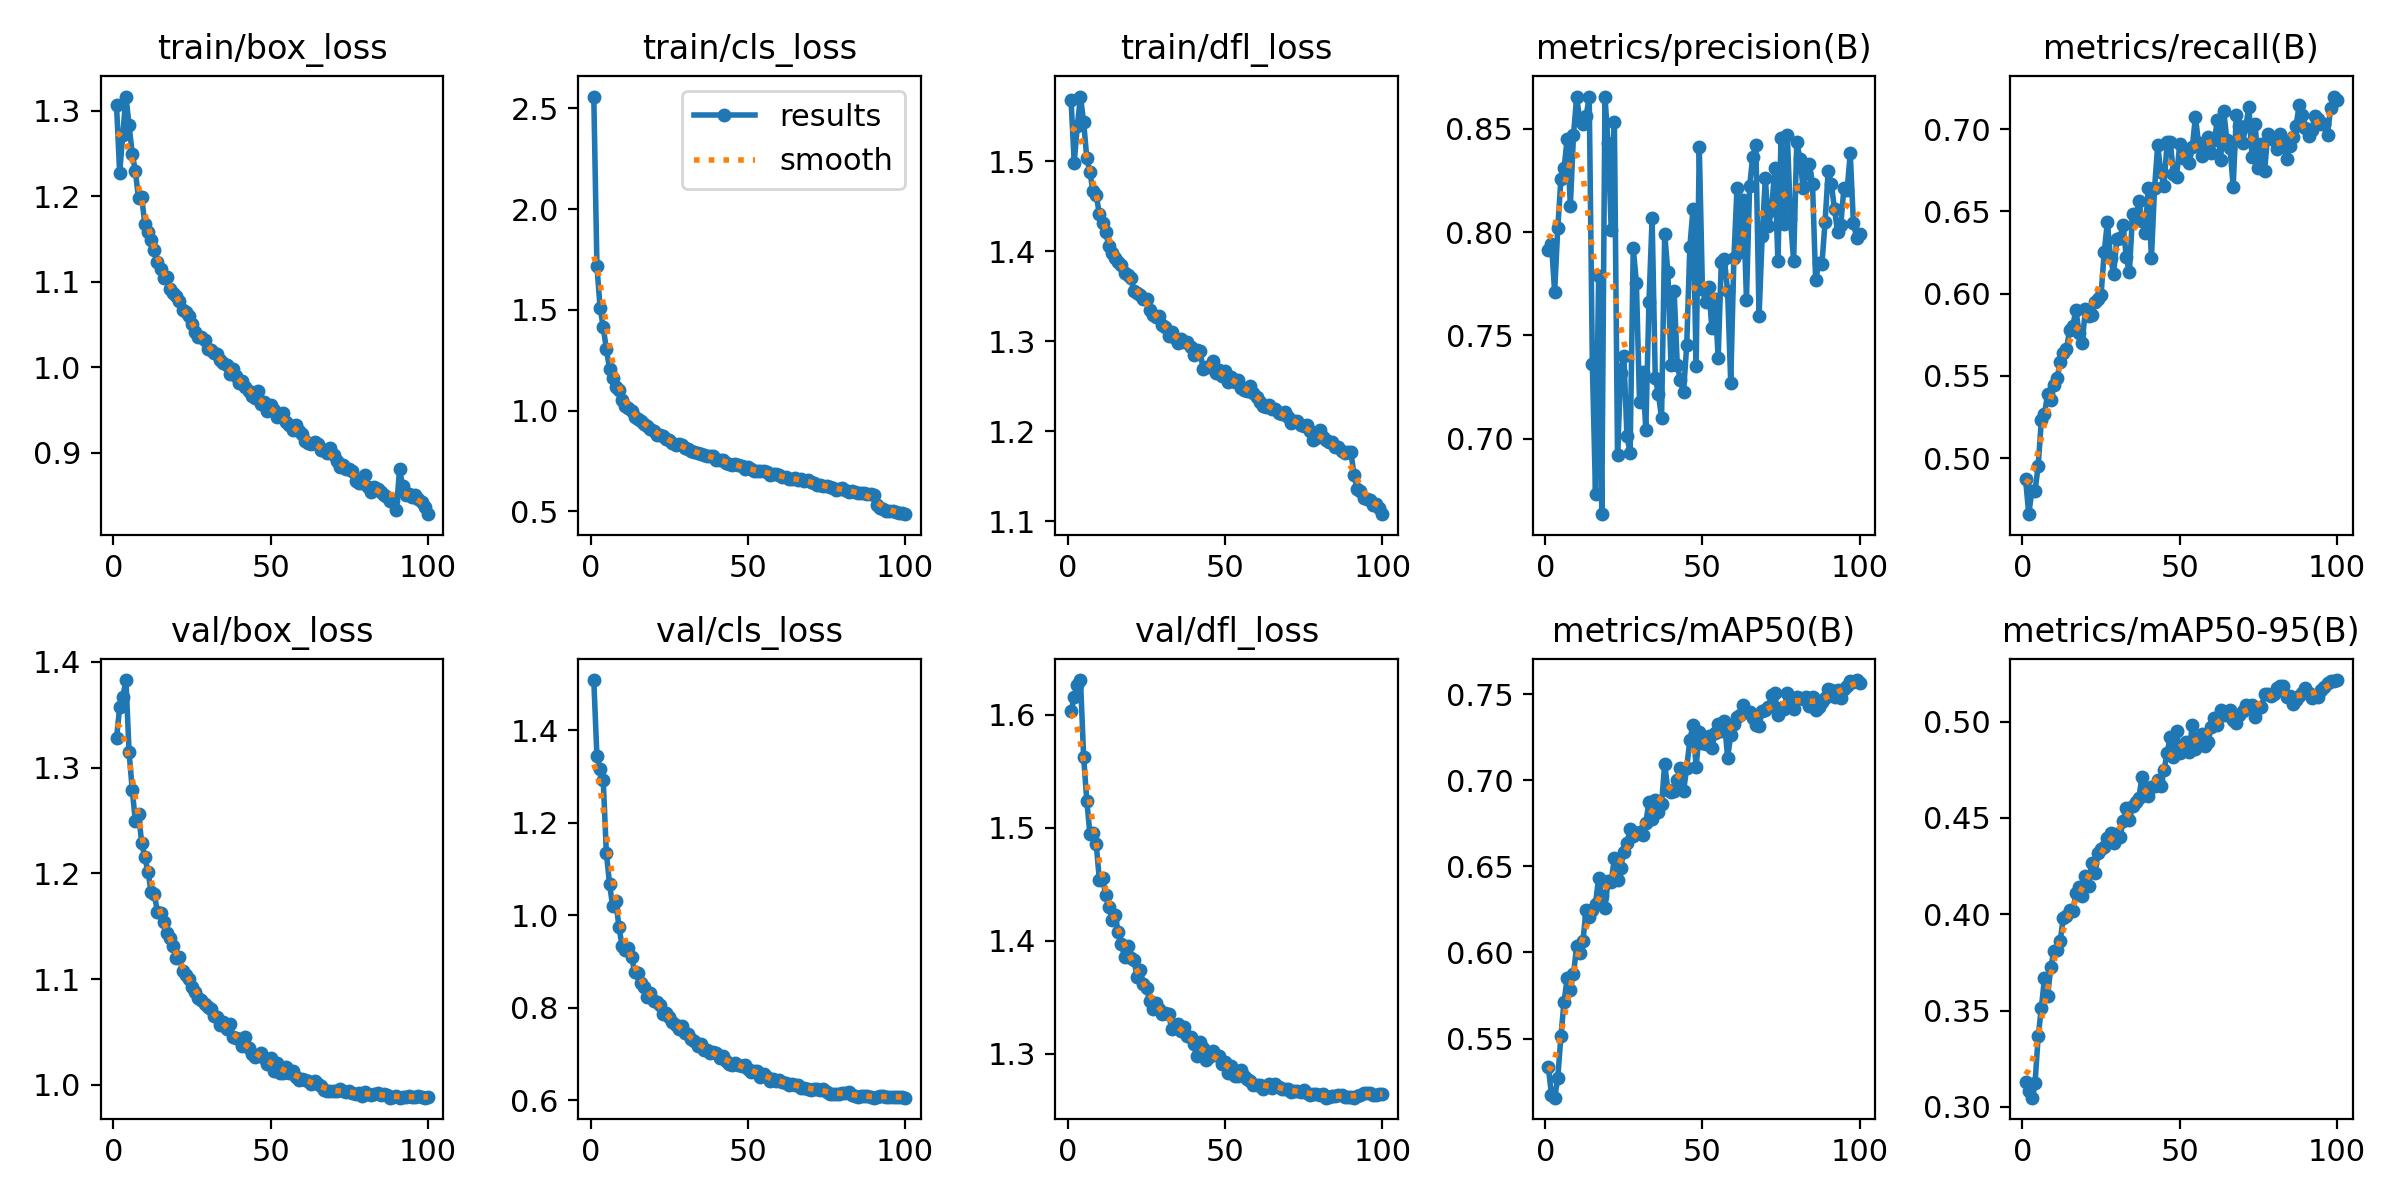 train/box_loss
1.3
1.2
1.1
1.0
0.9
0 50 100
train/cls_loss
results
smooth
2.5
2.0
1.5
1.0
0.5
0 50 100
train/dfl_loss
1.5
1.4
1.3
1.2
1.1
0 50 100
metrics/precision(B)
0.85
0.80
0.75
0.70
0 50 100
metrics/recall(B)
0.70
0.65
0.60
0.55
0.50
0 50 100
val/box_loss
1.4
1.3
1.2
1.1
1.0
0 50 100
val/cls_loss
1.4
1.2
1.0
0.8
0.6
0 50 100
val/dfl_loss
1.6
1.5
1.4
1.3
0 50 100
metrics/mAP50(B)
0.75
0.70
0.65
0.60
0.55
0 50 100
metrics/mAP50-95(B)
0.50
0.45
0.40
0.35
0.30
0 50 100